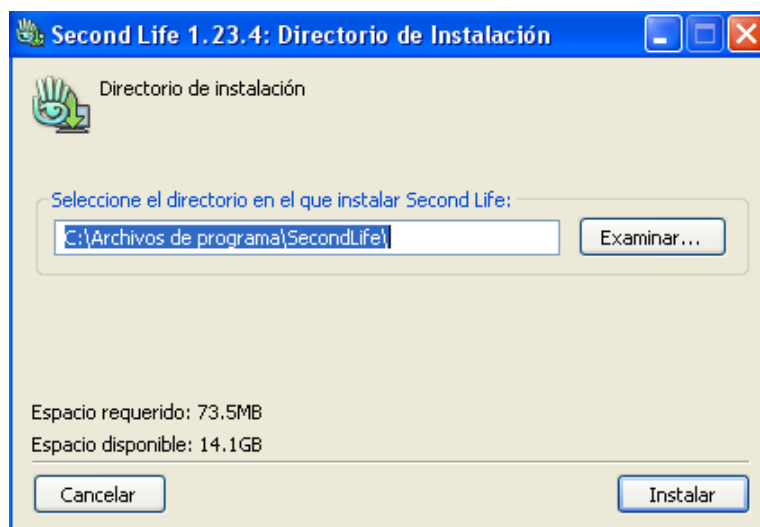 Second Life 1.23.4: Directorio de Instalación
Directorio de instalación
Seleccione el directorio en el que instalar Second Life:
C:\Archivos de programa\SecondLife\
Examinar...
Espacio requerido: 73.5MB
Espacio disponible: 14.1GB
Cancelar
Instalar